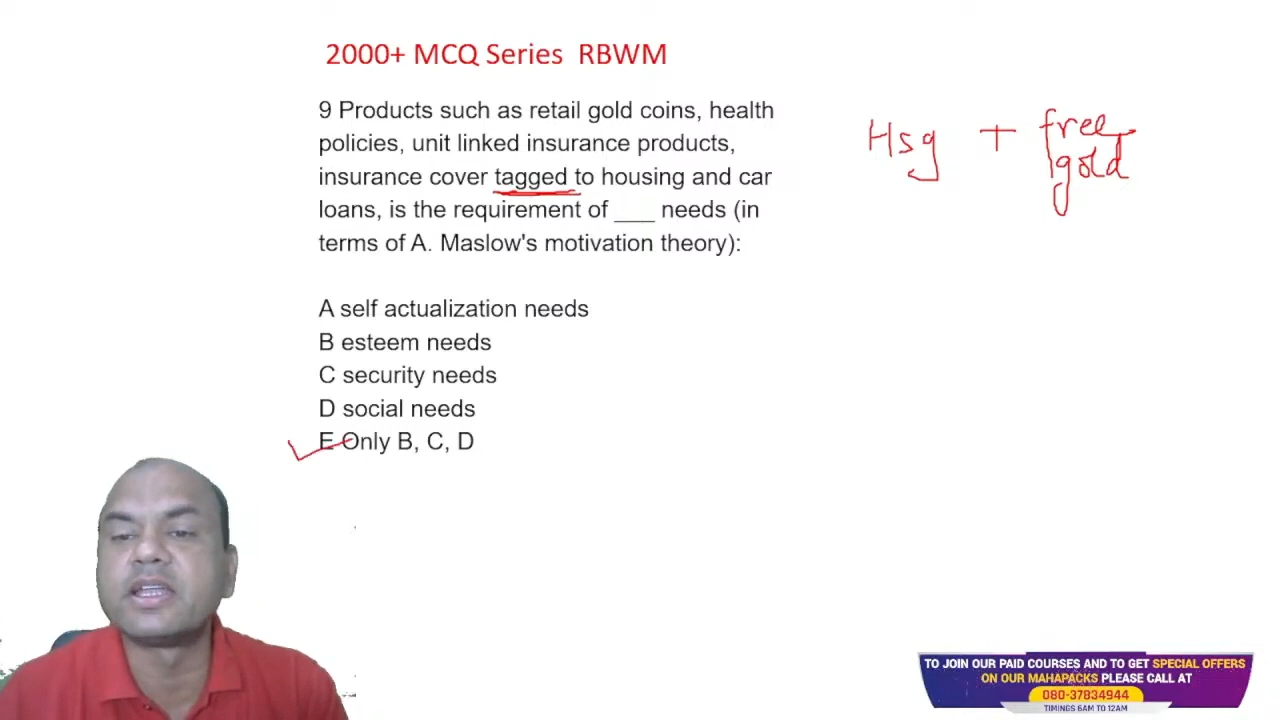 2000+ MCQ Series RBWM
9 Products such as retail gold coins, health
policies, unit linked insurance products,
insurance cover tagged to housing and car
loans, is the requirement of ___ needs (in
terms of A. Maslow's motivation theory):
A self actualization needs
B esteem needs
C security needs
D social needs
E Only B, C, D
Hsg + free
gold
TO JOIN OUR PAID COURSES AND TO GET SPECIAL OFFERS
ON OUR MAHAPACKS PLEASE CALL AT
080-37834944
TIMINGS 6AM TO 12AM